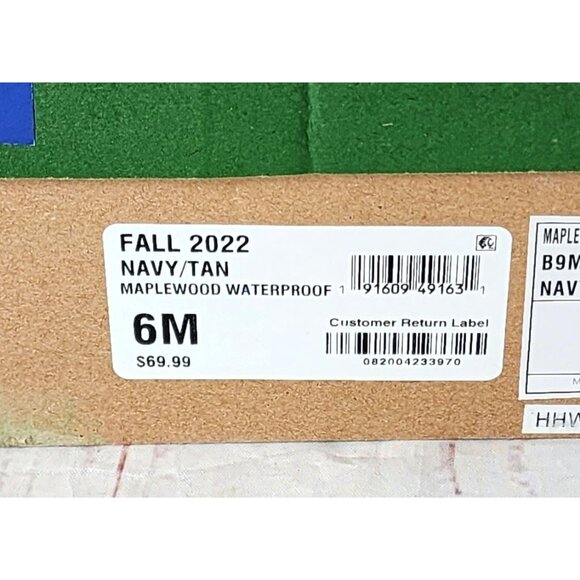 FALL 2022
NAVY/TAN
MAPLEWOOD WATERPROOF
1 91609 49163 1
6M
$69.99
Customer Return Label
082004233970
MAPLE
B9M
NAV
M
HHW